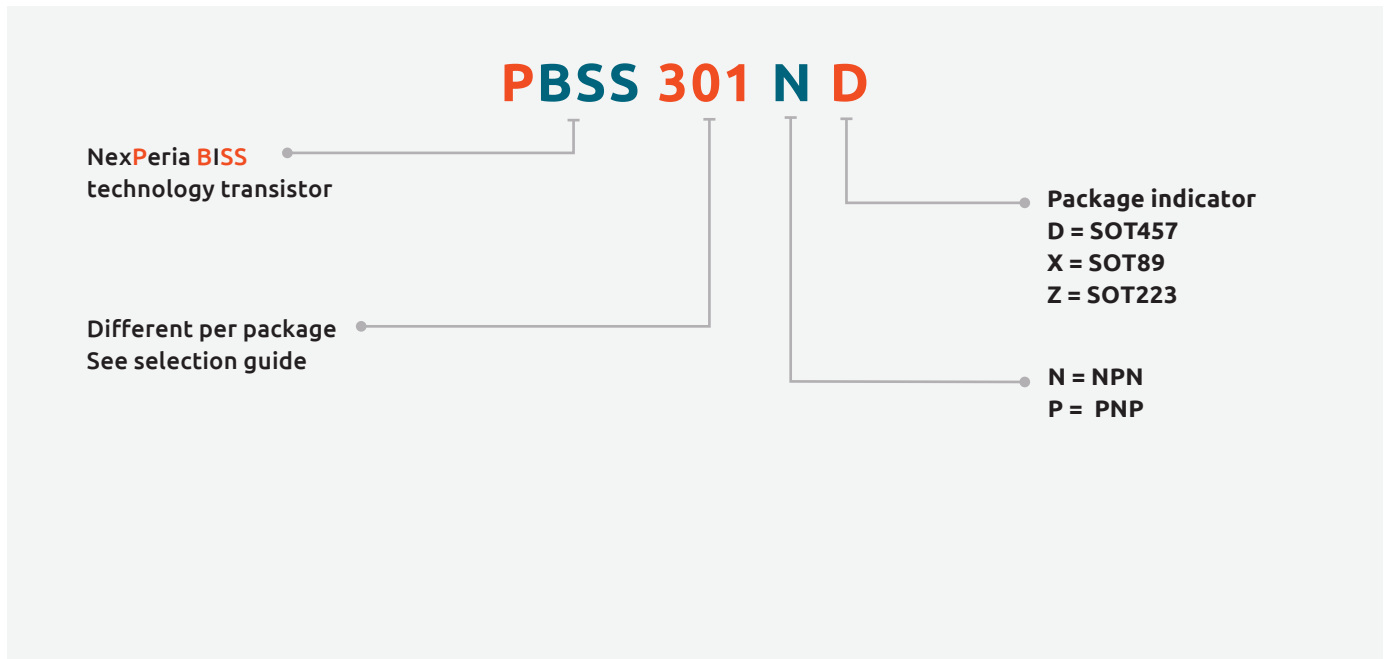 PBSS 301 N D
NexPeria BISS
technology transistor
Different per package
See selection guide
Package indicator
D = SOT457
X = SOT89
Z = SOT223
N = NPN
P = PNP